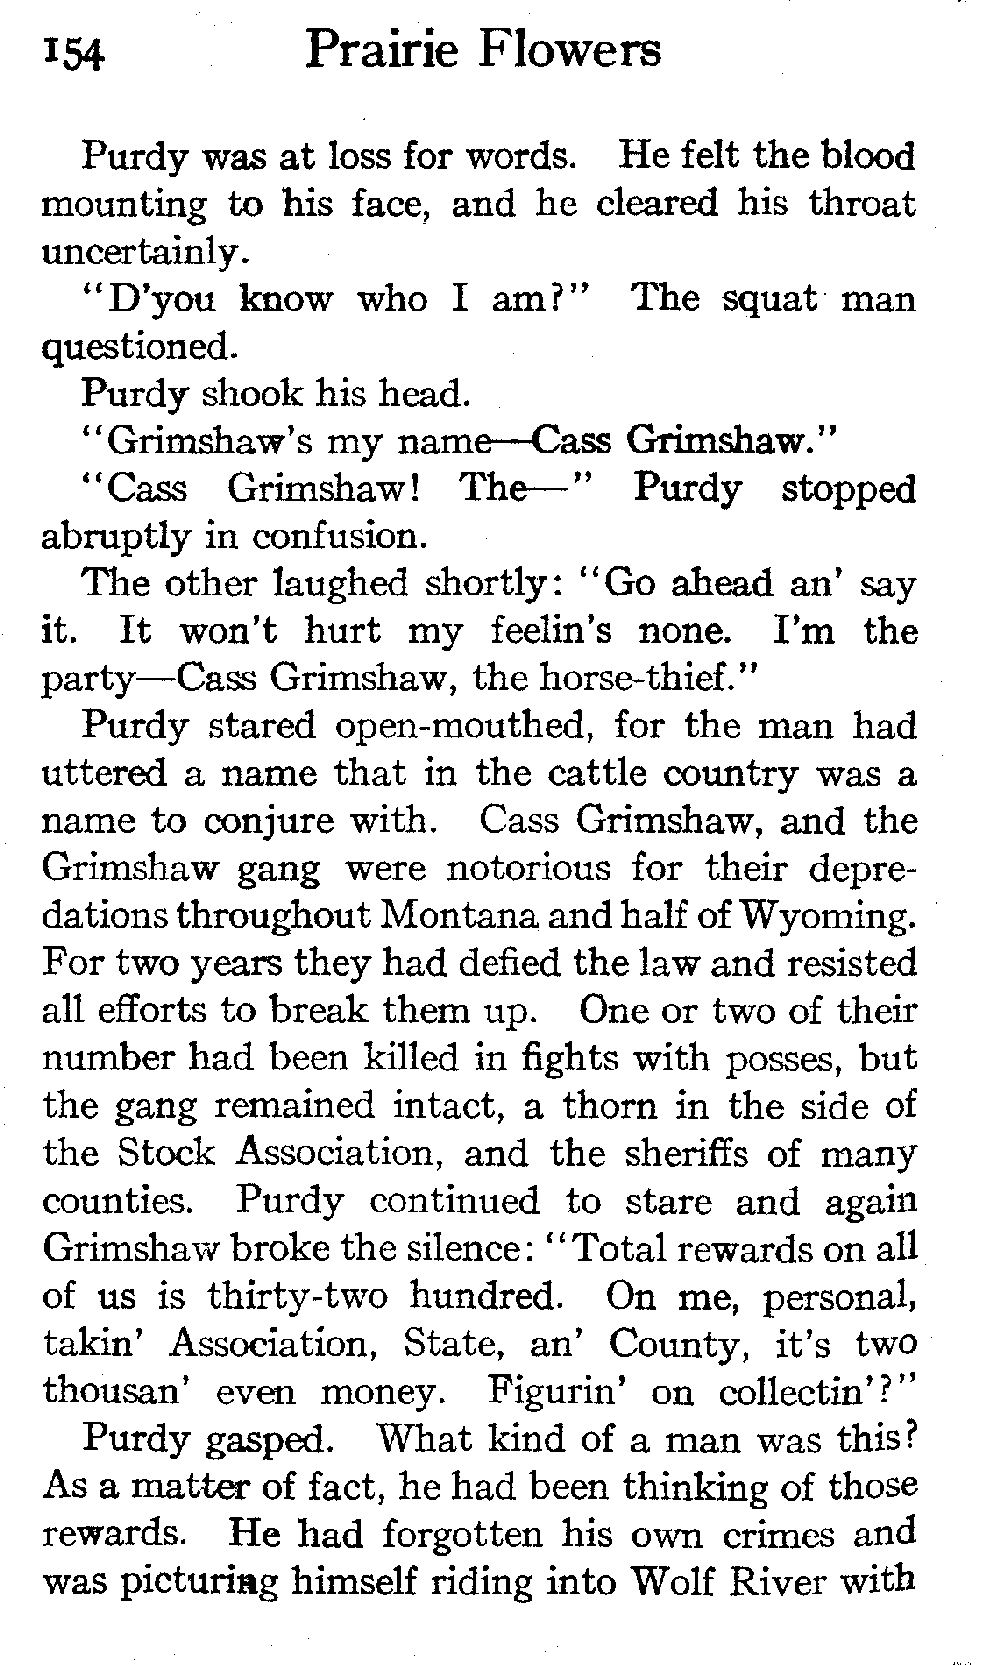 154 Prairie Flowers
Purdy was at loss for words. He felt the blood
mounting to his face, and he cleared his throat
uncertainly.
"D'you know who I am?" The squat man
questioned.
Purdy shook his head.
"Grimshaw's my name—Cass Grimshaw."
"Cass Grimshaw! The—" Purdy stopped
abruptly in confusion.
The other laughed shortly: "Go ahead an' say
it. It won't hurt my feelin's none. I'm the
party—Cass Grimshaw, the horse-thief."
Purdy stared open-mouthed, for the man had
uttered a name that in the cattle country was a
name to conjure with. Cass Grimshaw, and the
Grimshaw gang were notorious for their depre-
dations throughout Montana and half of Wyoming.
For two years they had defied the law and resisted
all efforts to break them up. One or two of their
number had been killed in fights with posses, but
the gang remained intact, a thorn in the side of
the Stock Association, and the sheriffs of many
counties. Purdy continued to stare and again
Grimshaw broke the silence: "Total rewards on all
of us is thirty-two hundred. On me, personal,
takin' Association, State, an' County, it's two
thousan' even money. Figurin' on collectin'?"
Purdy gasped. What kind of a man was this?
As a matter of fact, he had been thinking of those
rewards. He had forgotten his own crimes and
was picturing himself riding into Wolf River with